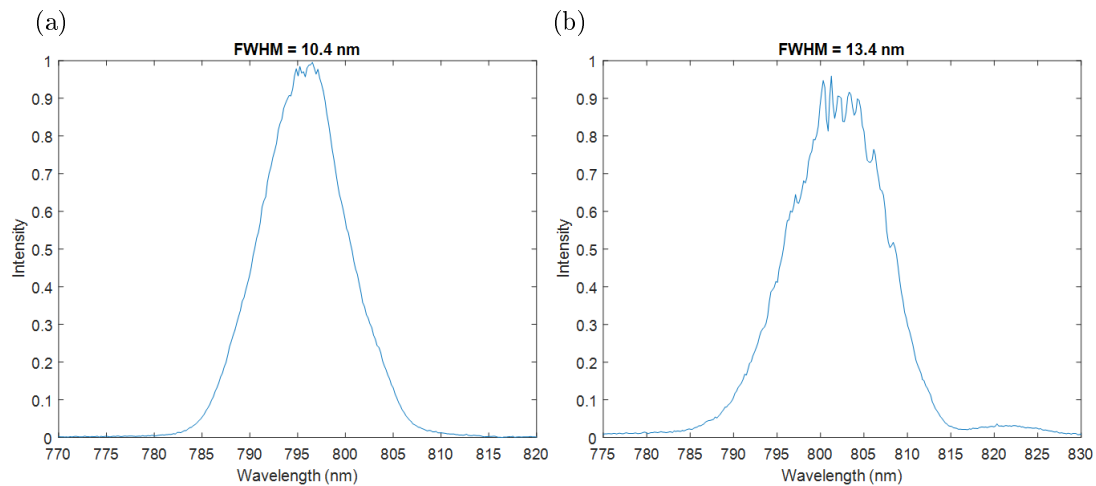 (a)
FWHM = 10.4 nm
1
0.9
0.8
0.7
0.6
0.5
0.4
0.3
0.2
0.1
0
Intensity
770 775 780 785 790 795 800 805 810 815 820
Wavelength (nm)
(b)
FWHM = 13.4 nm
1
0.9
0.8
0.7
0.6
0.5
0.4
0.3
0.2
0.1
0
Intensity
775 780 785 790 795 800 805 810 815 820 825 830
Wavelength (nm)